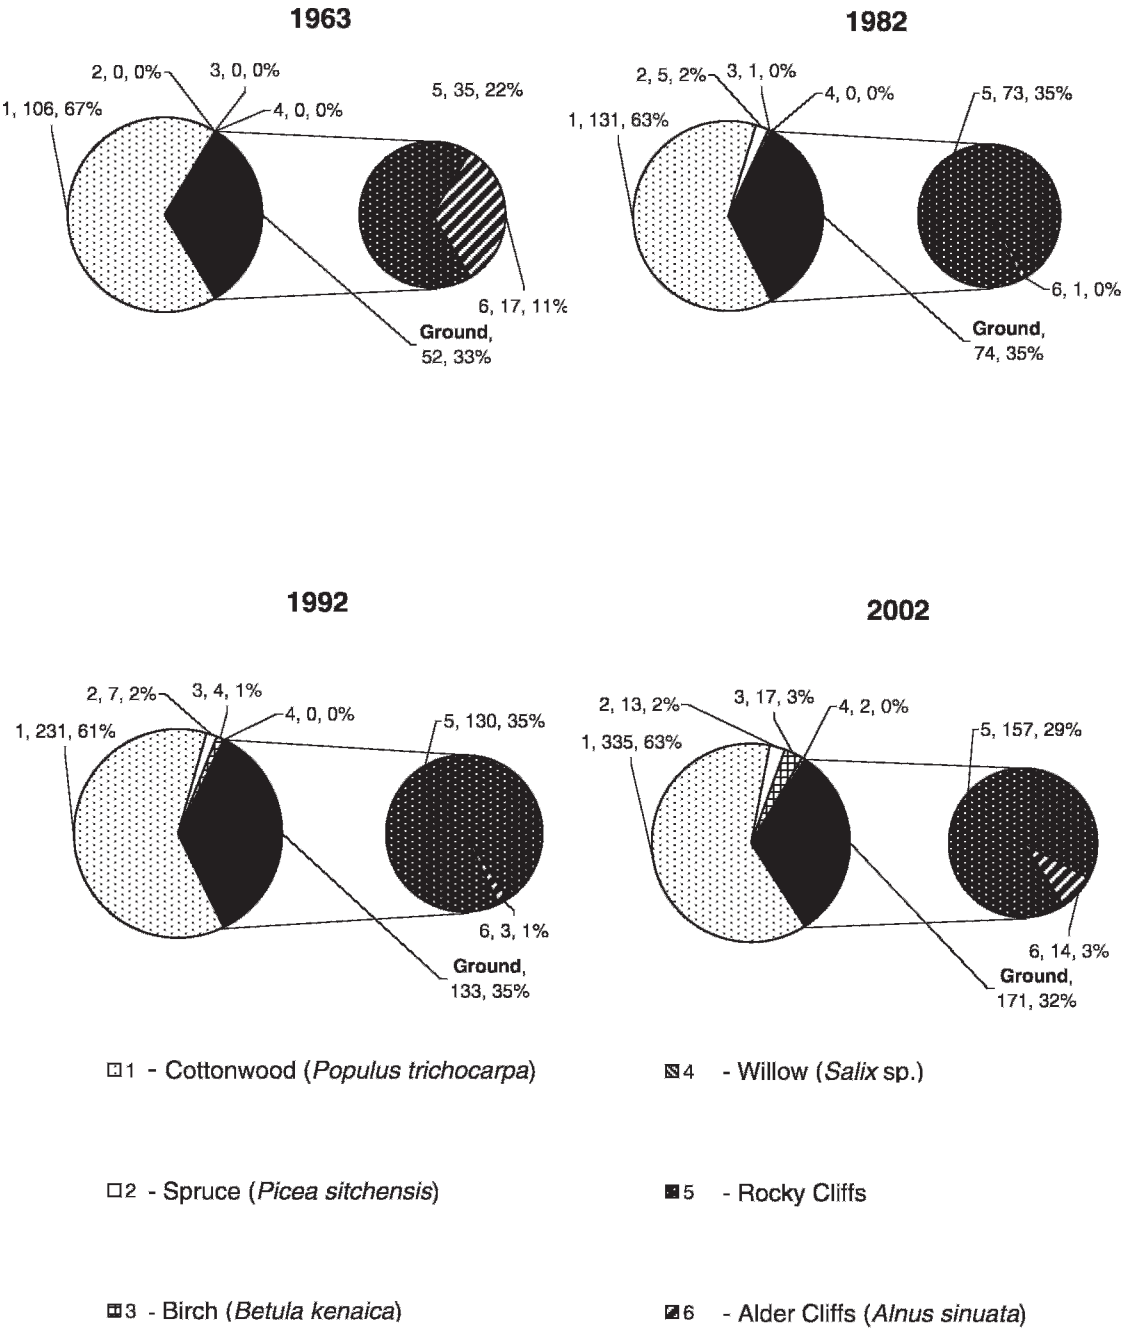 1963
2, 0, 0%
3, 0, 0%
1, 106, 67%
4, 0, 0%
5, 35, 22%
6, 17, 11%
Ground,
52, 33%
1982
2, 5, 2%
3, 1, 0%
1, 131, 63%
4, 0, 0%
5, 73, 35%
6, 1, 0%
Ground,
74, 35%
1992
2, 7, 2%
3, 4, 1%
1, 231, 61%
4, 0, 0%
5, 130, 35%
6, 3, 1%
Ground,
133, 35%
2002
2, 13, 2%
3, 17, 3%
1, 335, 63%
4, 2, 0%
5, 157, 29%
6, 14, 3%
Ground,
171, 32%
1 - Cottonwood (Populus trichocarpa)
4 - Willow (Salix sp.)
2 - Spruce (Picea sitchensis)
5 - Rocky Cliffs
3 - Birch (Betula kenaica)
6 - Alder Cliffs (Alnus sinuata)